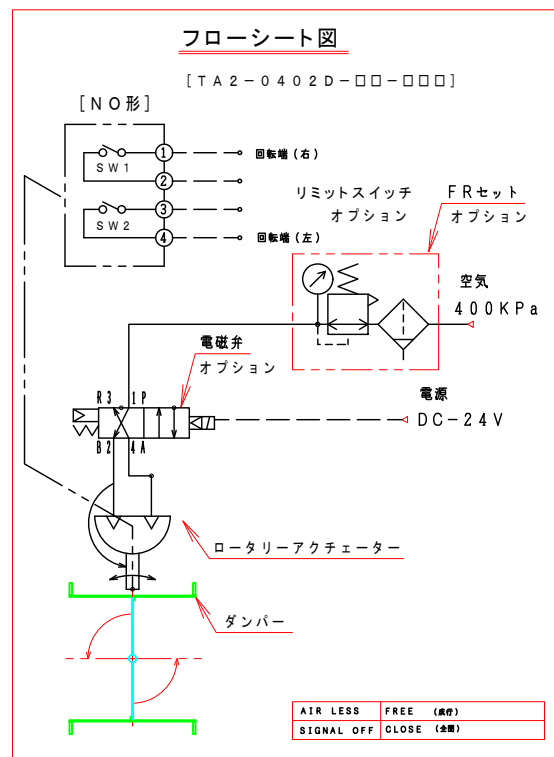 フローシート図
[TA2-0402D-□□-□□□]
[NO形]
1
SW1
2
3
SW2
4
回転端(右)
回転端(左)
リミットスイッチ
オプション
FRセット
オプション
空気
400KPa
電磁弁
オプション
R3
1P
B2
4A
電源
DC-24V
ロータリーアクチェーター
ダンパー
AIR LESS FREE (成行)
SIGNAL OFF CLOSE (全閉)